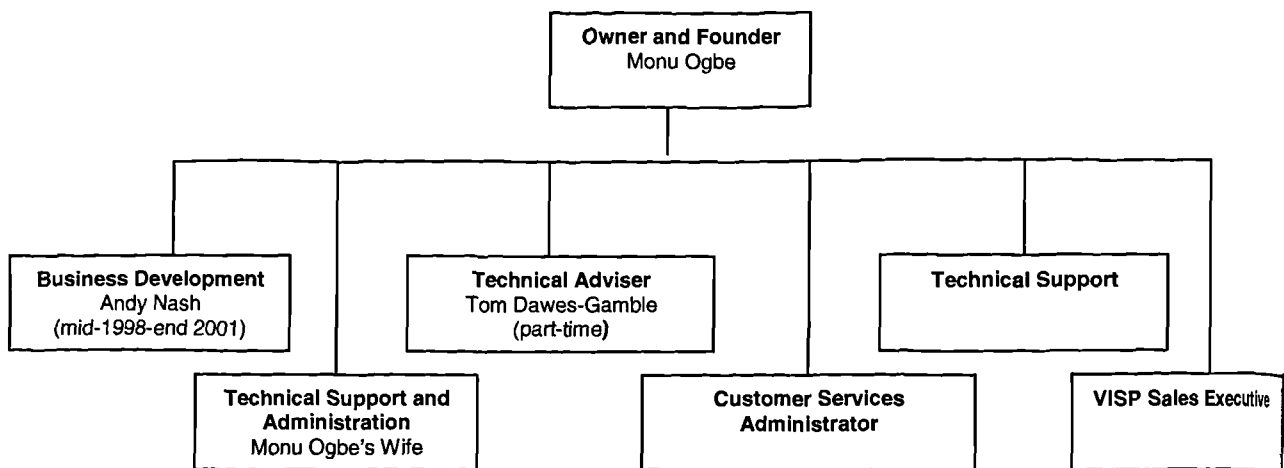 Owner and Founder
Monu Ogbe
Business Development
Andy Nash
(mid-1998-end 2001)
Technical Adviser
Tom Dawes-Gamble
(part-time)
Technical Support
Technical Support and
Administration
Monu Ogbe's Wife
Customer Services
Administrator
VISP Sales Executive